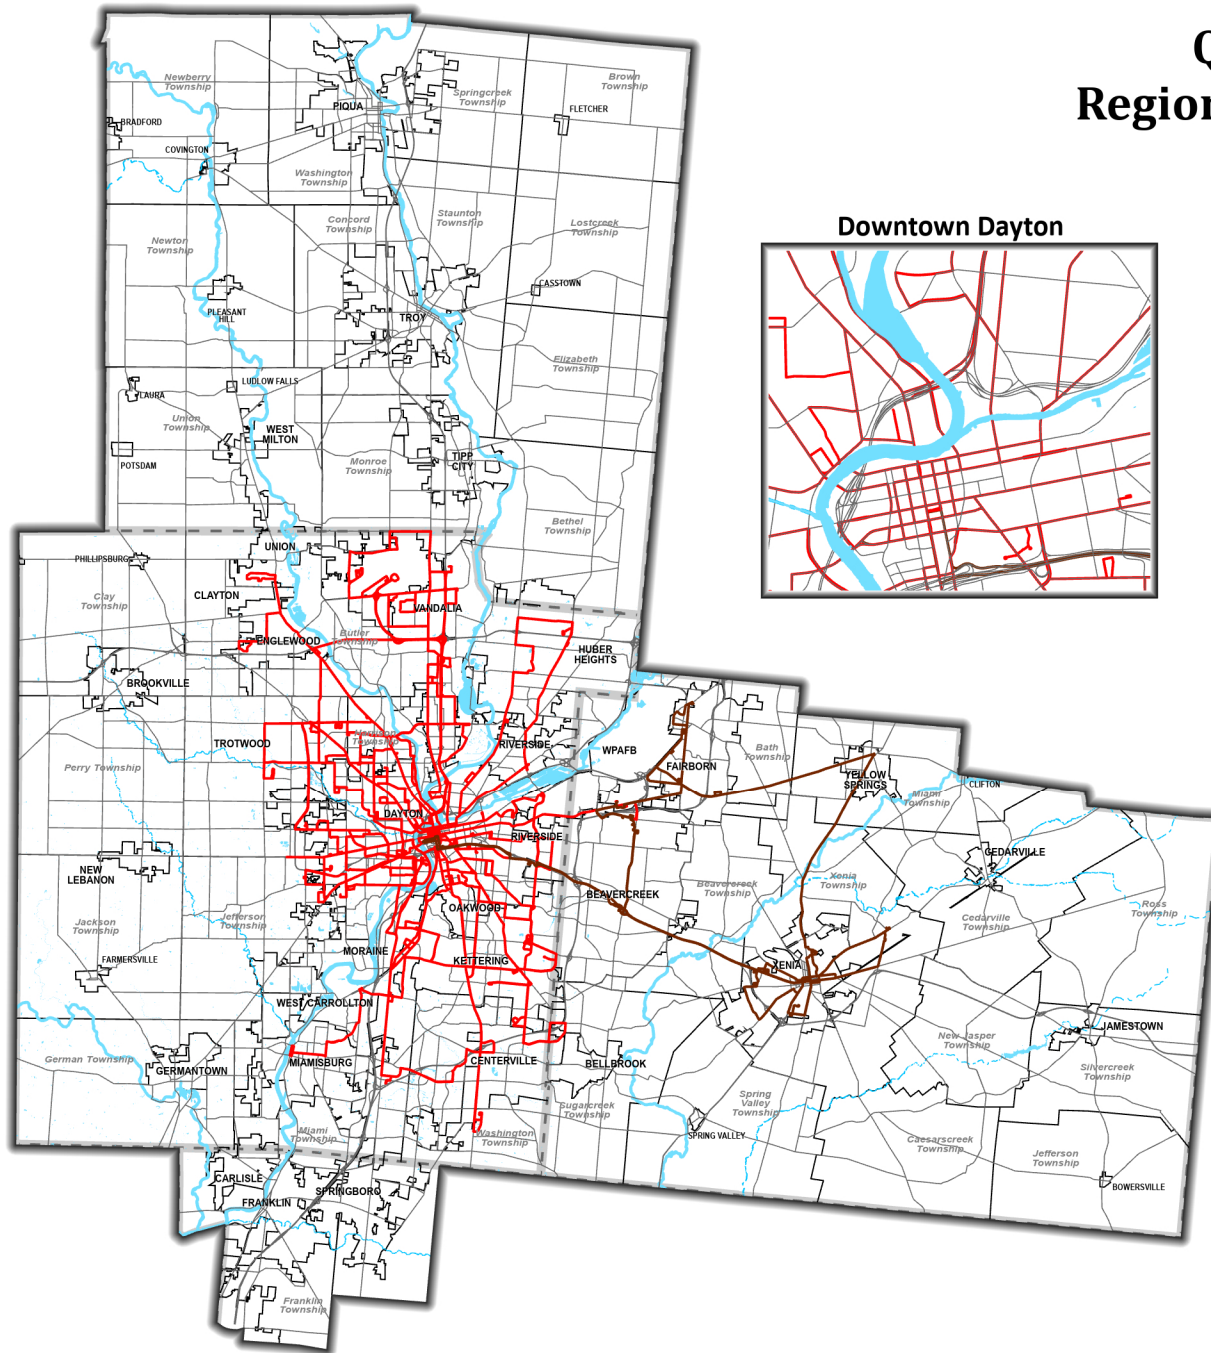 Q
Region
Downtown Dayton
Newberry
Township
BRADFORD
COVINGTON
PIQUA
Springcreek
Township
Brown
Township
FLETCHER
Washington
Township
Newton
Township
Concord
Township
Staunton
Township
Lostcreek
Township
CASSTOWN
PLEASANT
HILL
TROY
Elizabeth
Township
LUDLOW FALLS
LAURA
Union
Township
WEST
MILTON
POTSDAM
Monroe
Township
TIPP
CITY
Bethel
Township
UNION
PHILLIPSBURG
Clay
Township
CLAYTON
VANDALIA
ENGLEWOOD
Butler
Township
HUBER
HEIGHTS
BROOKVILLE
TROTWOOD
Harrison
Township
RIVERSIDE
WPAFB
Perry Township
FAIRBORN
Bath
Township
YELLOW
SPRINGS
Miami
Township
CLIFTON
DAYTON
RIVERSIDE
NEW
LEBANON
Jackson
Township
Jefferson
Township
OAKWOOD
BEAVERCREEK
Beavercreek
Township
Xenia
Township
CEDARVILLE
Cedarville
Township
Ross
Township
FARMERSVILLE
MORAINE
KETTERING
XENIA
WEST CARROLLTON
JAMESTOWN
New Jasper
Township
German Township
GERMANTOWN
MIAMISBURG
CENTERVILLE
BELLBROOK
Silvercreek
Township
Sugarcreek
Township
Spring
Valley
Township
SPRING VALLEY
Miami
Township
Washington
Township
Caesarscreek
Township
Jefferson
Township
BOWERSVILLE
CARLISLE
FRANKLIN
SPRINGBORO
Franklin
Township